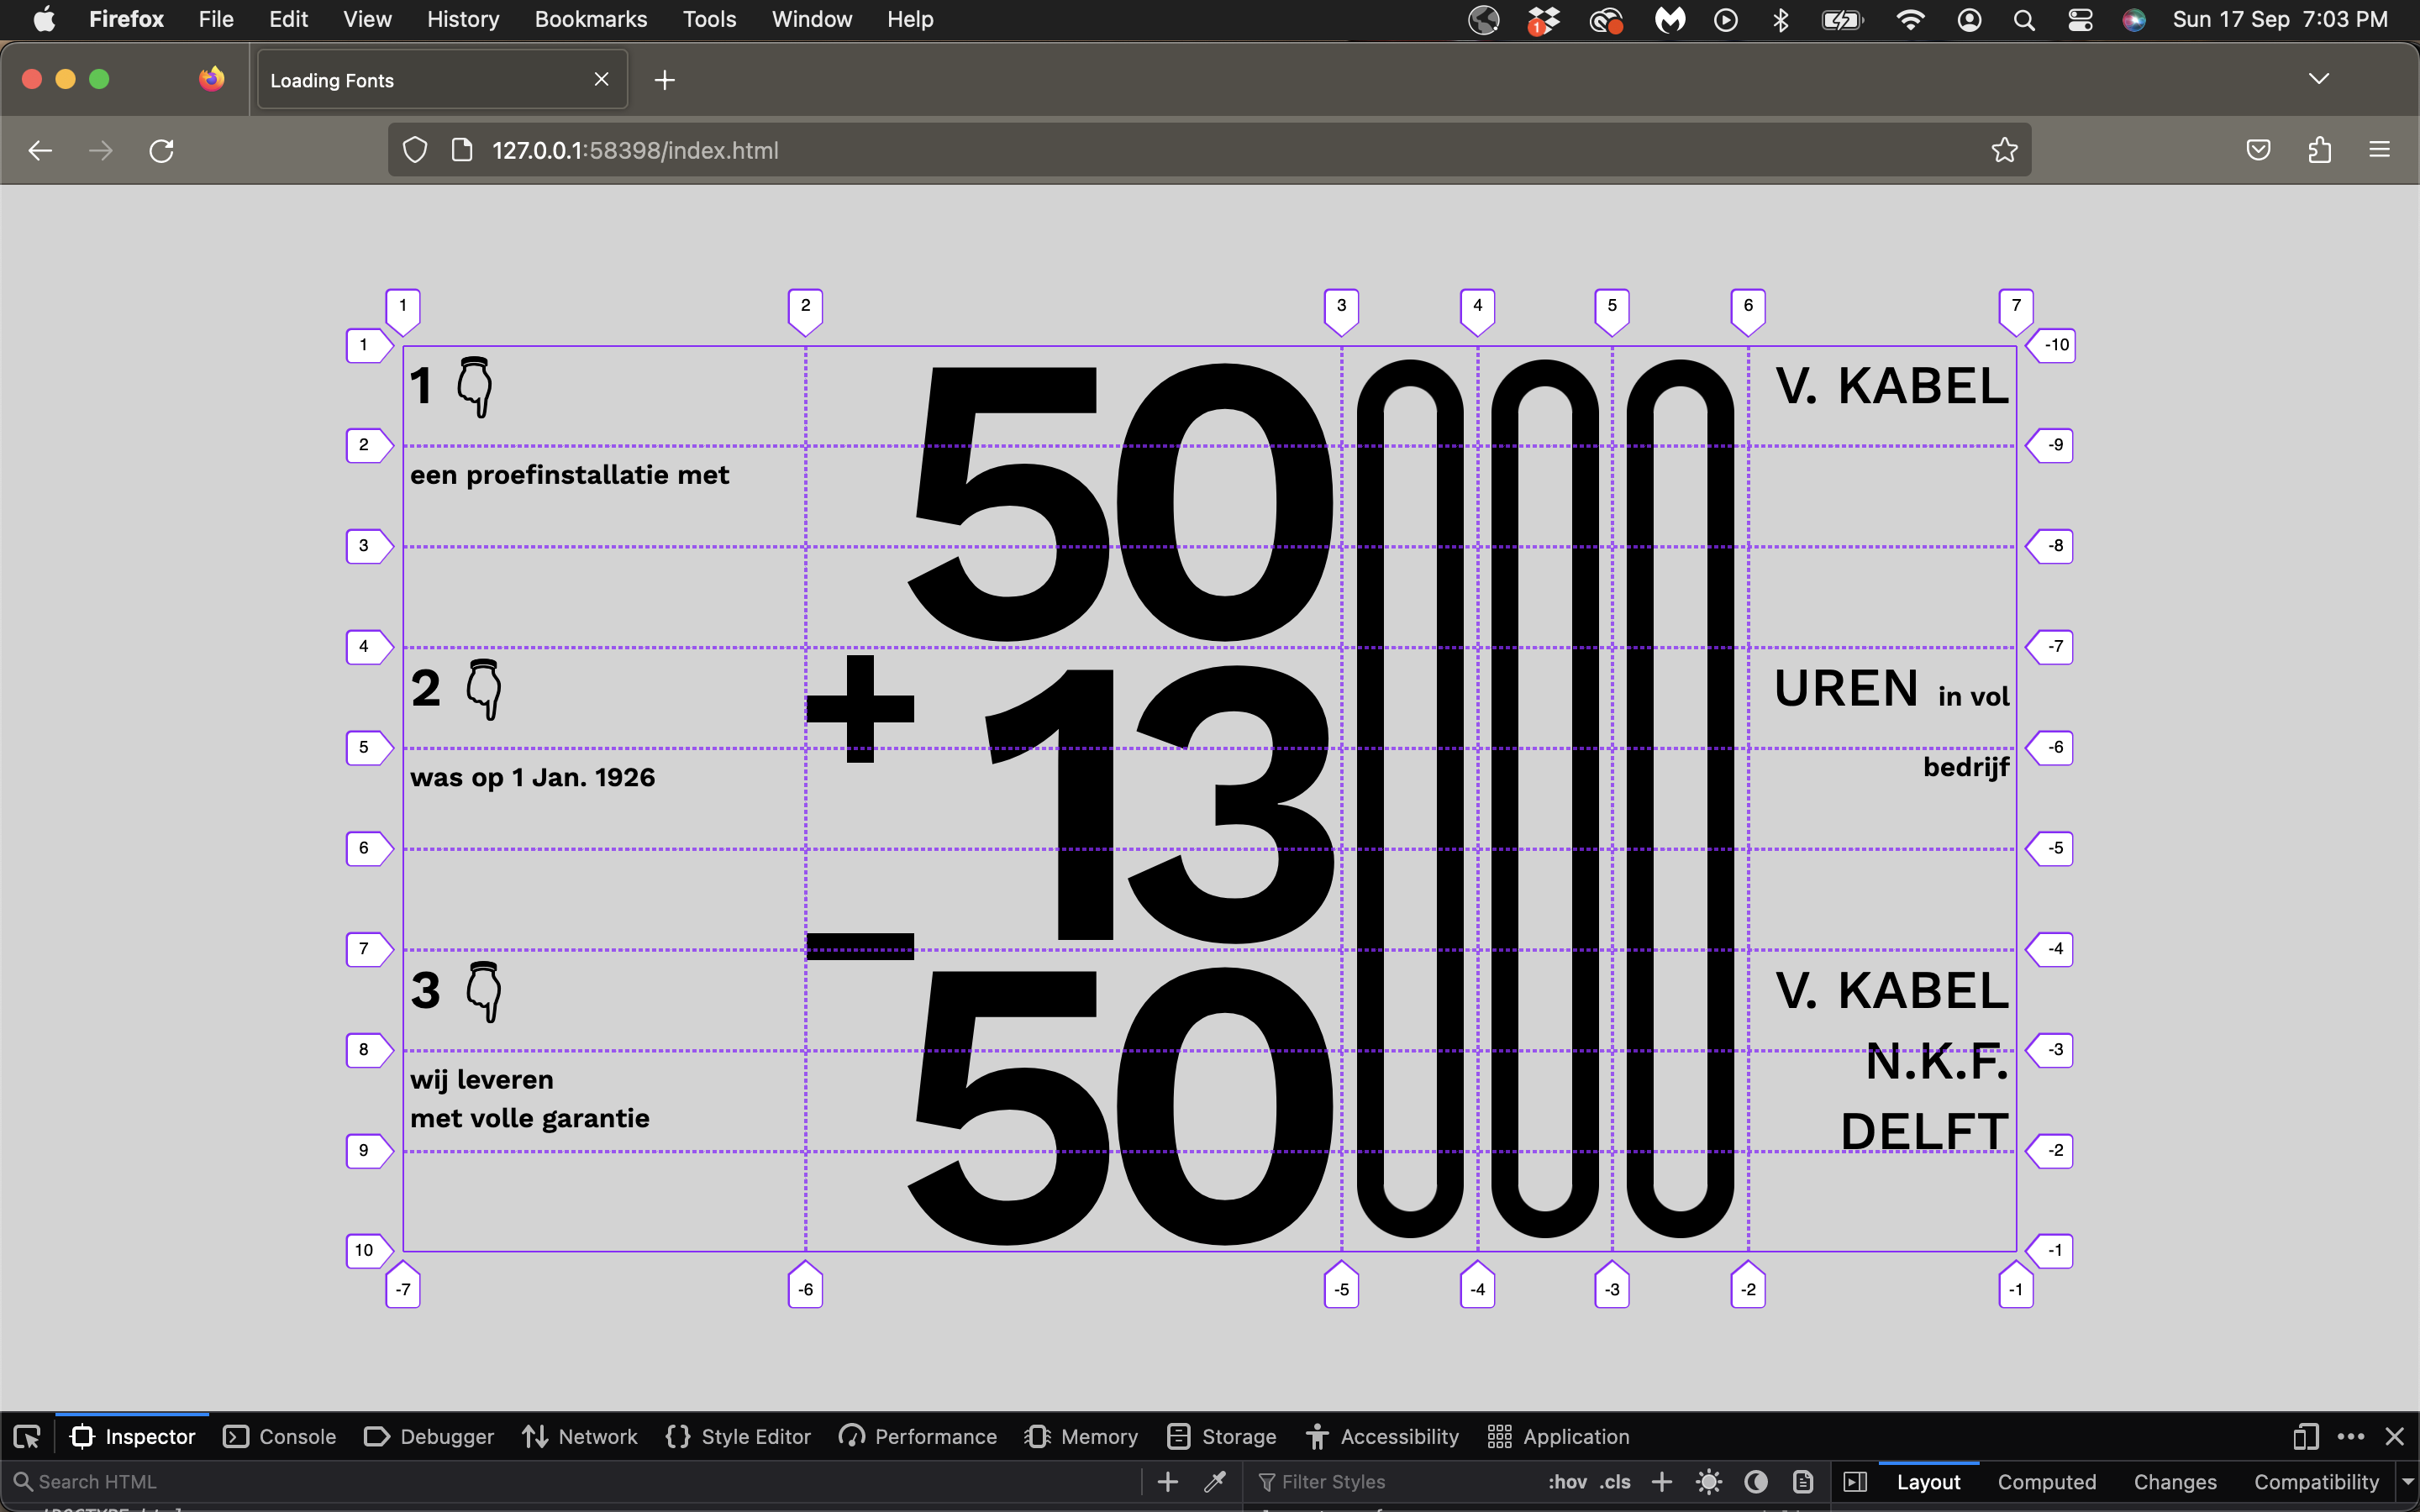 Firefox File Edit View History Bookmarks Tools Window Help
1
Sun 17 Sep 7:03 PM
Loading Fonts
127.0.0.1:58398/index.html
1 2 3 4 5 6 7
1 -10
1 50 V. KABEL
2 -9
een proefinstallatie met
3 -8
4 -7
2 + 13 UREN in vol
5 -6
was op 1 Jan. 1926 bedrijf
6 -5
7 -4
3 50 V. KABEL
8 -3
N.K.F.
wij leveren
met volle garantie
DELFT
9 -2
10 -1
-7 -6 -5 -4 -3 -2 -1
Inspector Console Debugger Network Style Editor Performance Memory Storage Accessibility Application
Search HTML
Filter Styles :hov .cls
Layout Computed Changes Compatibility